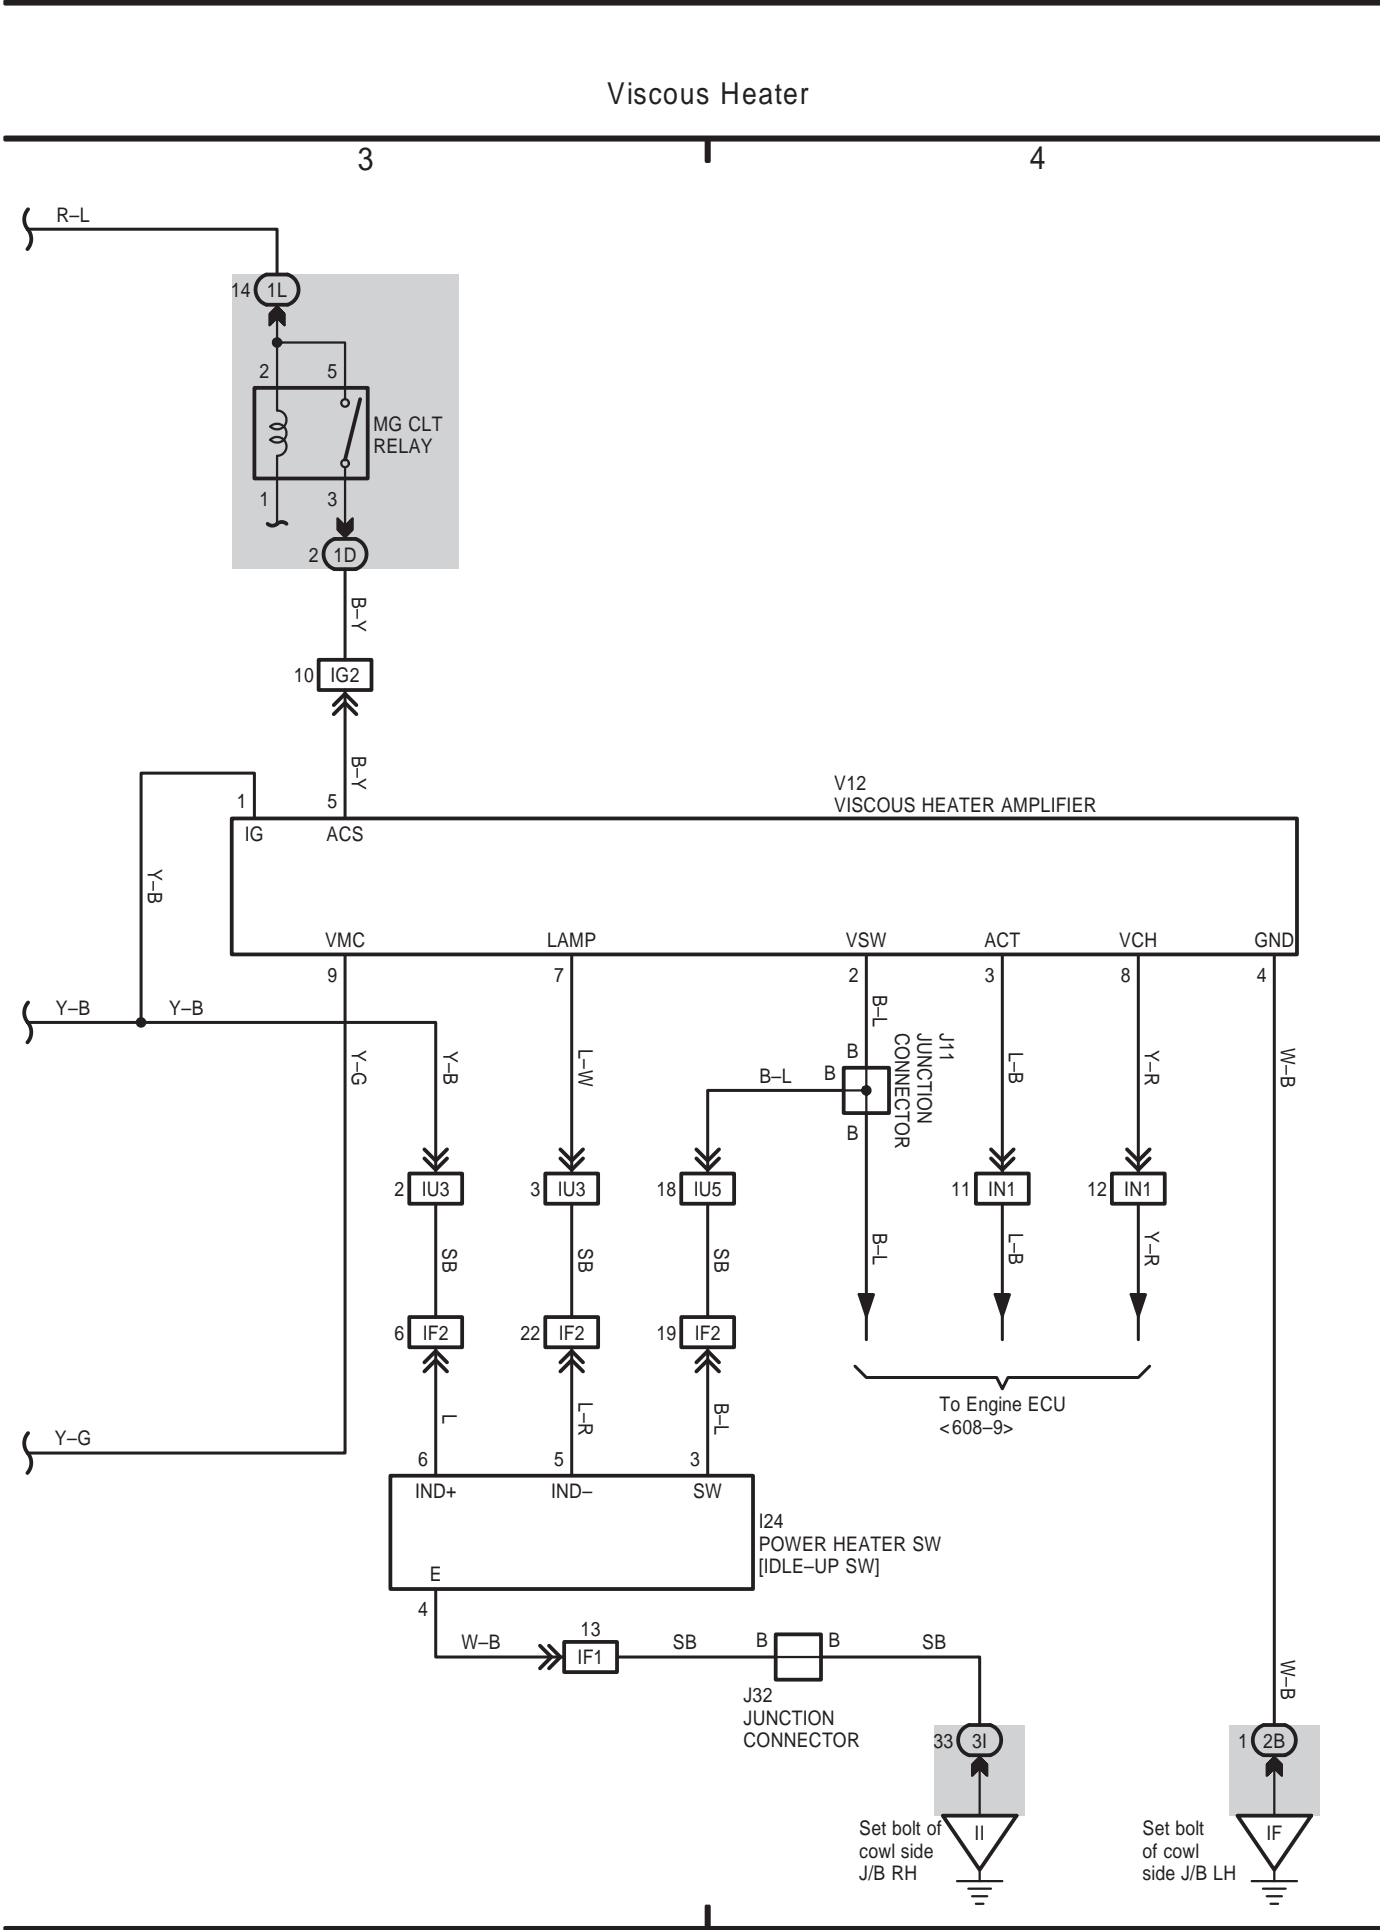 Viscous Heater
3
4
R–L
14
1L
2
5
MG CLT
RELAY
1
3
2
1D
B–Y
10
IG2
B–Y
V12
VISCOUS HEATER AMPLIFIER
1
5
IG
ACS
Y–B
VMC
LAMP
VSW
ACT
VCH
GND
9
7
2
3
8
4
Y–B
Y–B
Y–G
Y–B
L–W
B–L
J11
JUNCTION
CONNECTOR
L–B
Y–R
W–B
B
B
B–L
B
2
IU3
3
IU3
18
IU5
11
IN1
12
IN1
SB
SB
SB
B–L
L–B
Y–R
6
IF2
22
IF2
19
IF2
L
L–R
B–L
To Engine ECU
<608–9>
Y–G
6
5
3
IND+
IND–
SW
I24
POWER HEATER SW
[IDLE–UP SW]
E
4
W–B
13
IF1
SB
B
B
SB
J32
JUNCTION
CONNECTOR
W–B
33
3I
1
2B
Set bolt of
cowl side
J/B RH
II
Set bolt
of cowl
side J/B LH
IF